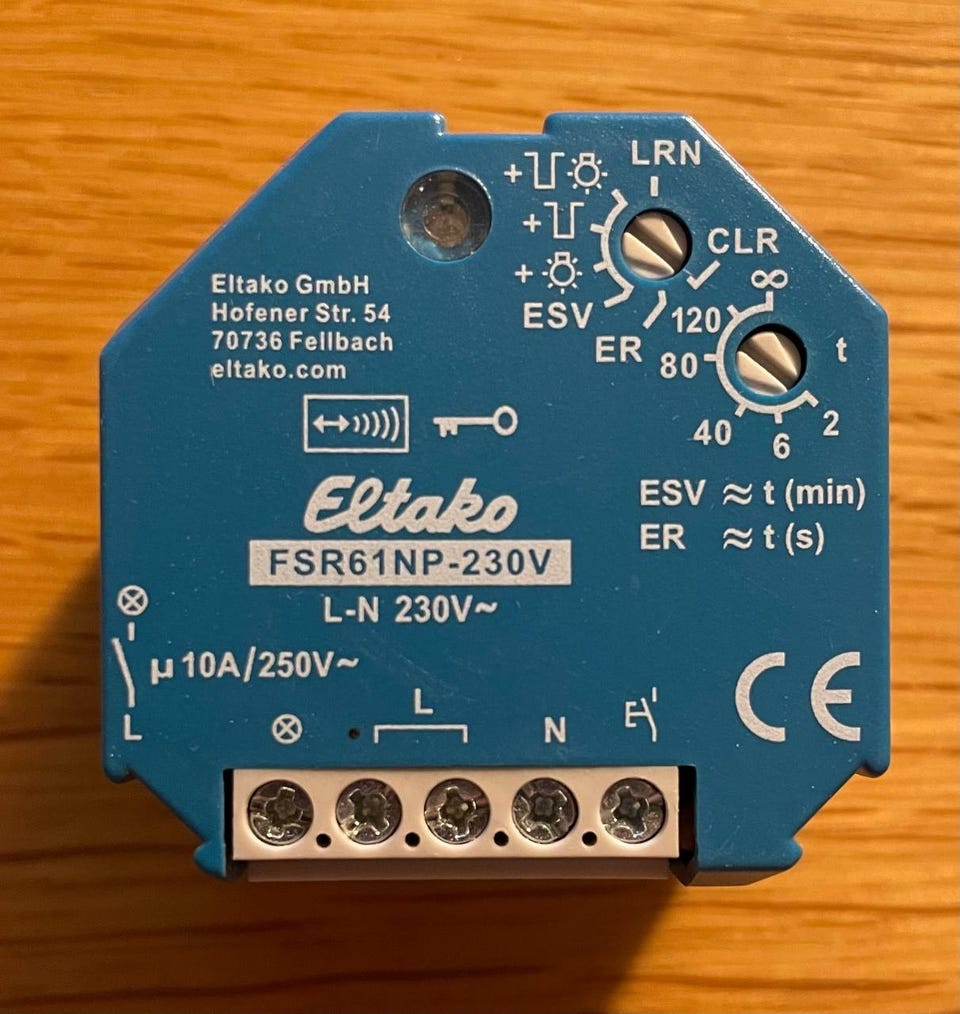 LRN
CLR
ESV
ER
∞
120
80
40
6
2
t
Eltako GmbH
Hofener Str. 54
70736 Fellbach
eltako.com
Eltako
FSR61NP-230V
L-N 230V~
ESV ≈ t (min)
ER ≈ t (s)
µ 10A/250V~
L
L
N
CE